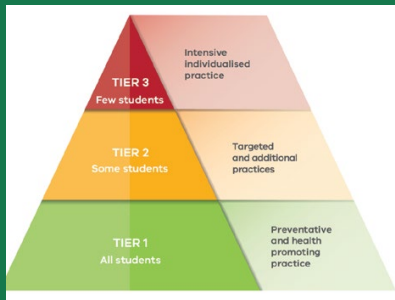 TIER 3
Few students
Intensive
individualised
practice
TIER 2
Some students
Targeted
and additional
practices
TIER 1
All students
Preventative
and health
promoting
practice